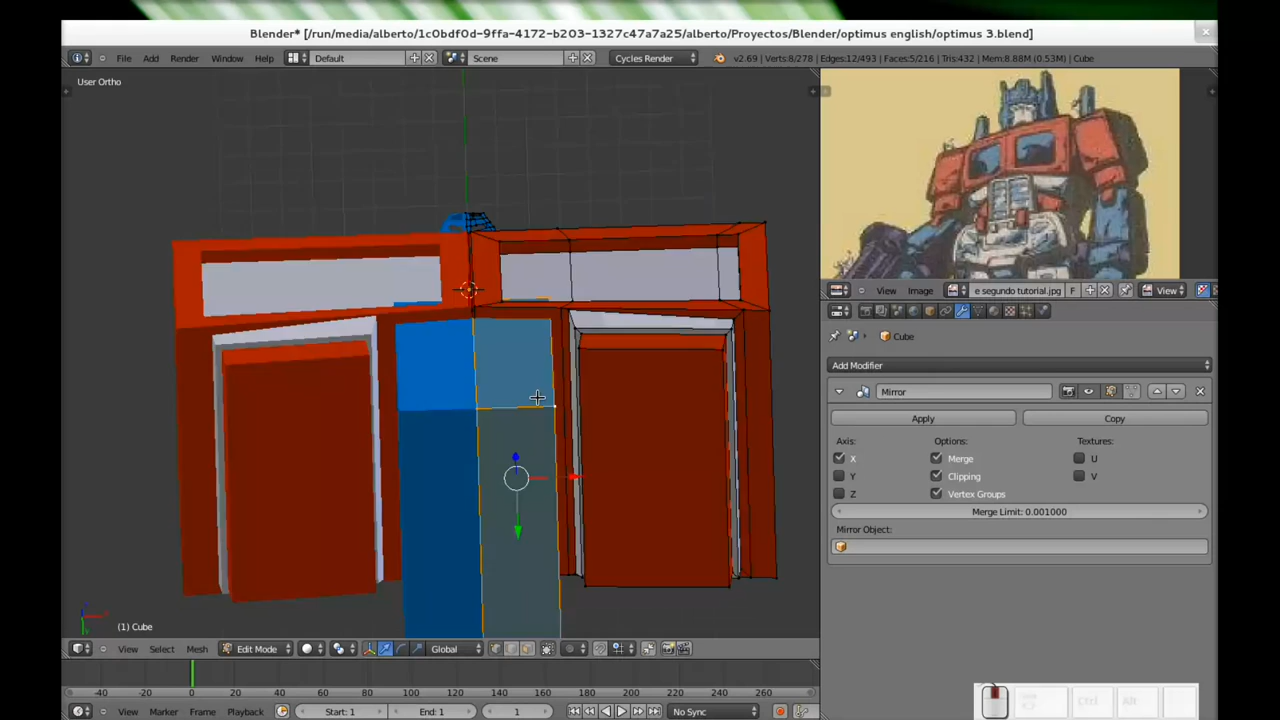 Blender* [/run/media/alberto/1c0bdf0d-9ffa-4172-b203-1327c47a7a25/alberto/Proyectos/Blender/optimus english/optimus 3.blend]
File Add Render Window Help Default Scene Cycles Render v2.69 | Verts:8/278 | Edges:12/493 | Faces:5/216 | Tris:432 | Mem:8.88M (0.53M) | Cube
User Ortho
View Image e segundo tutorial.jpg F View
Cube
Add Modifier
Mirror
Apply Copy
Axis: Options: Textures:
X Merge U
Y Clipping V
Z Vertex Groups
Merge Limit: 0.001000
Mirror Object:
(1) Cube
View Select Mesh Edit Mode Global
-40 -20 0 20 40 60 80 100 120 140 160 180 200 220 240 260
View Marker Frame Playback Start: 1 End: 1 1 No Sync
Ctrl Alt